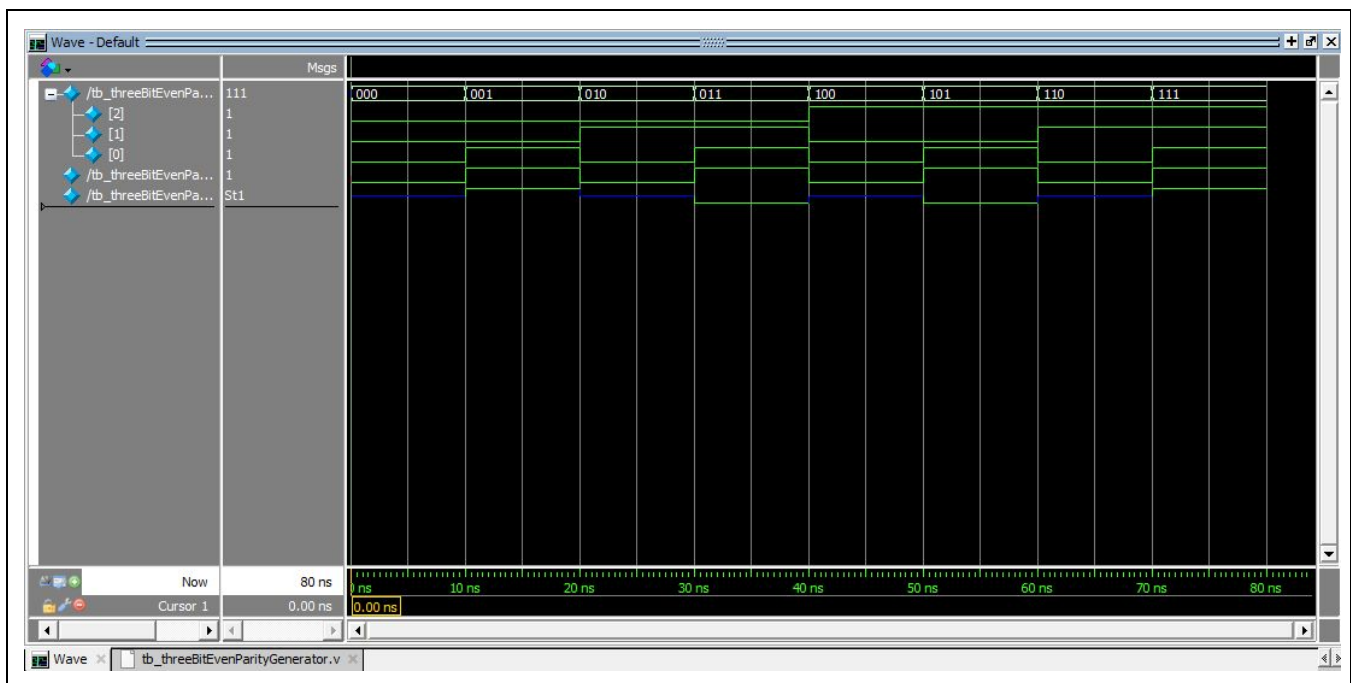 Wave - Default
Msgs
/tb_threeBitEvenPa... 111 000 001 010 011 100 101 110 111
[2] 1
[1] 1
[0] 1
/tb_threeBitEvenPa... 1
/tb_threeBitEvenPa... St1
Now 80 ns ns 10 ns 20 ns 30 ns 40 ns 50 ns 60 ns 70 ns 80 ns
Cursor 1 0.00 ns 0.00 ns
Wave tb_threeBitEvenParityGenerator.v